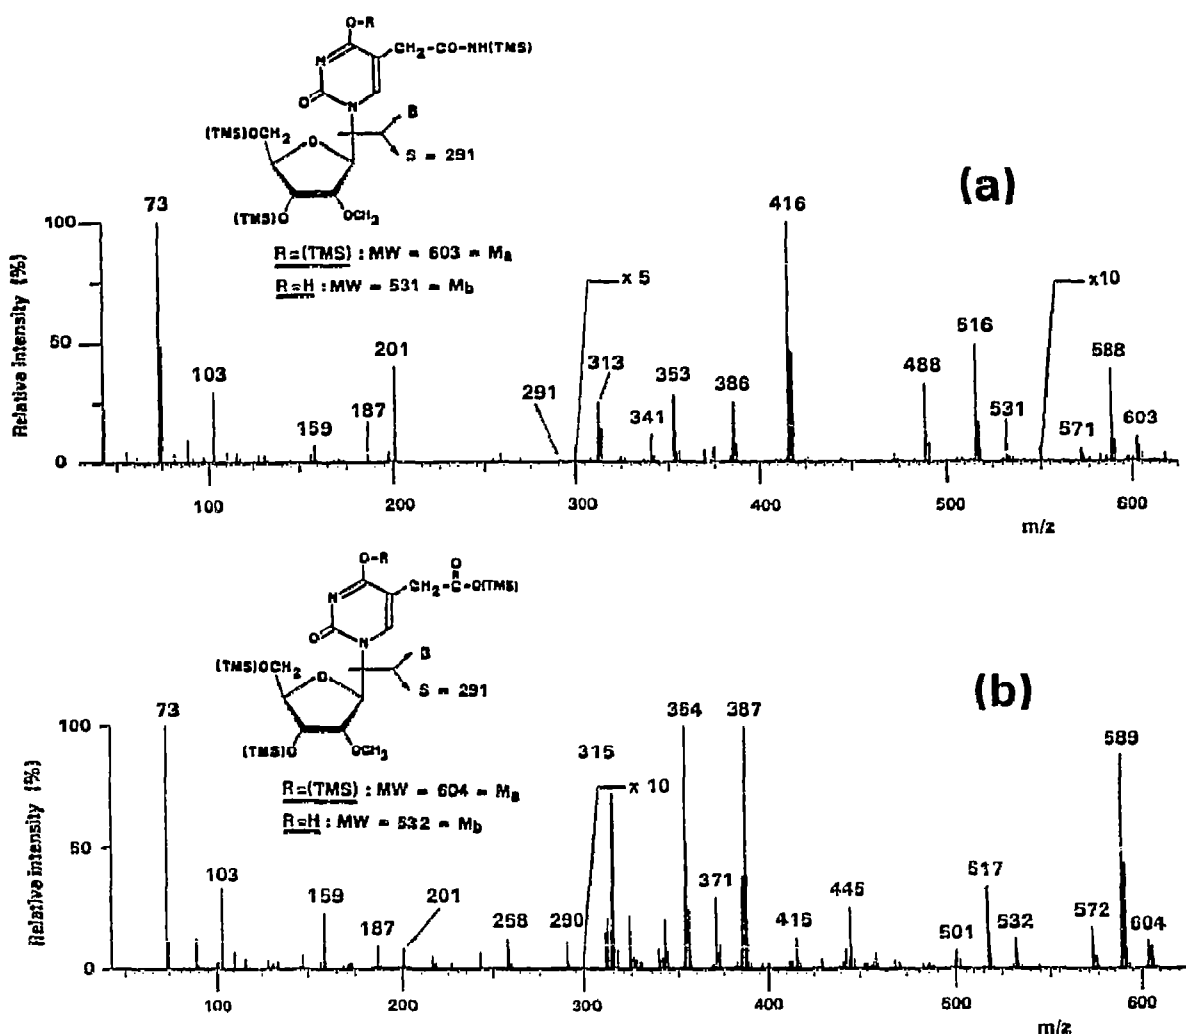 O-R
N
CH2-CO-NH(TMS)
O
N
B
(TMS)OCH2
O
S = 291
(TMS)O
OCH3
(a)
R=(TMS) : MW = 603 = Ma
R=H : MW = 531 = Mb
Relative intensity (%)
100
50
0
73
103
159
187
201
291
x 5
313
341
353
386
416
488
516
531
x10
571
588
603
100
200
300
400
500
600
m/z
O-R
O
N
CH2-C-O(TMS)
O
N
B
(TMS)OCH2
O
S = 291
(TMS)O
OCH3
(b)
R=(TMS) : MW = 604 = Ma
R=H : MW = 532 = Mb
Relative intensity (%)
100
50
0
73
103
159
187
201
258
290
315
x 10
354
371
387
415
445
501
517
532
572
589
604
100
200
300
400
500
600
m/z